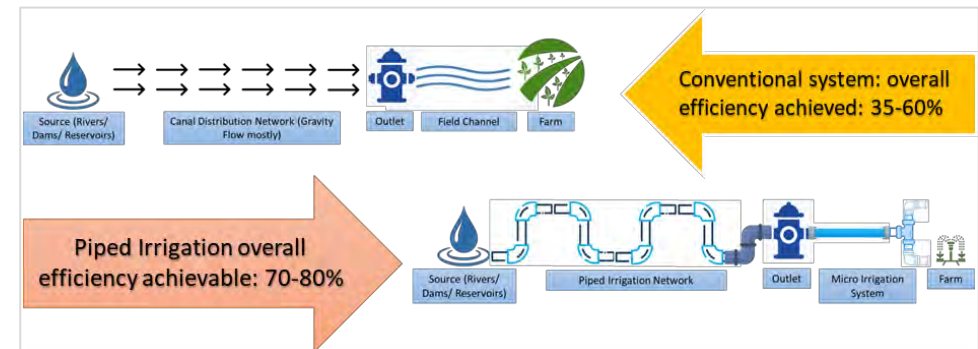 Source (Rivers/
Dams/ Reservoirs)
Canal Distribution Network (Gravity
Flow mostly)
Outlet
Field Channel
Farm
Conventional system: overall
efficiency achieved: 35-60%
Piped Irrigation overall
efficiency achievable: 70-80%
Source (Rivers/
Dams/ Reservoirs)
Piped Irrigation Network
Outlet
Micro Irrigation
System
Farm